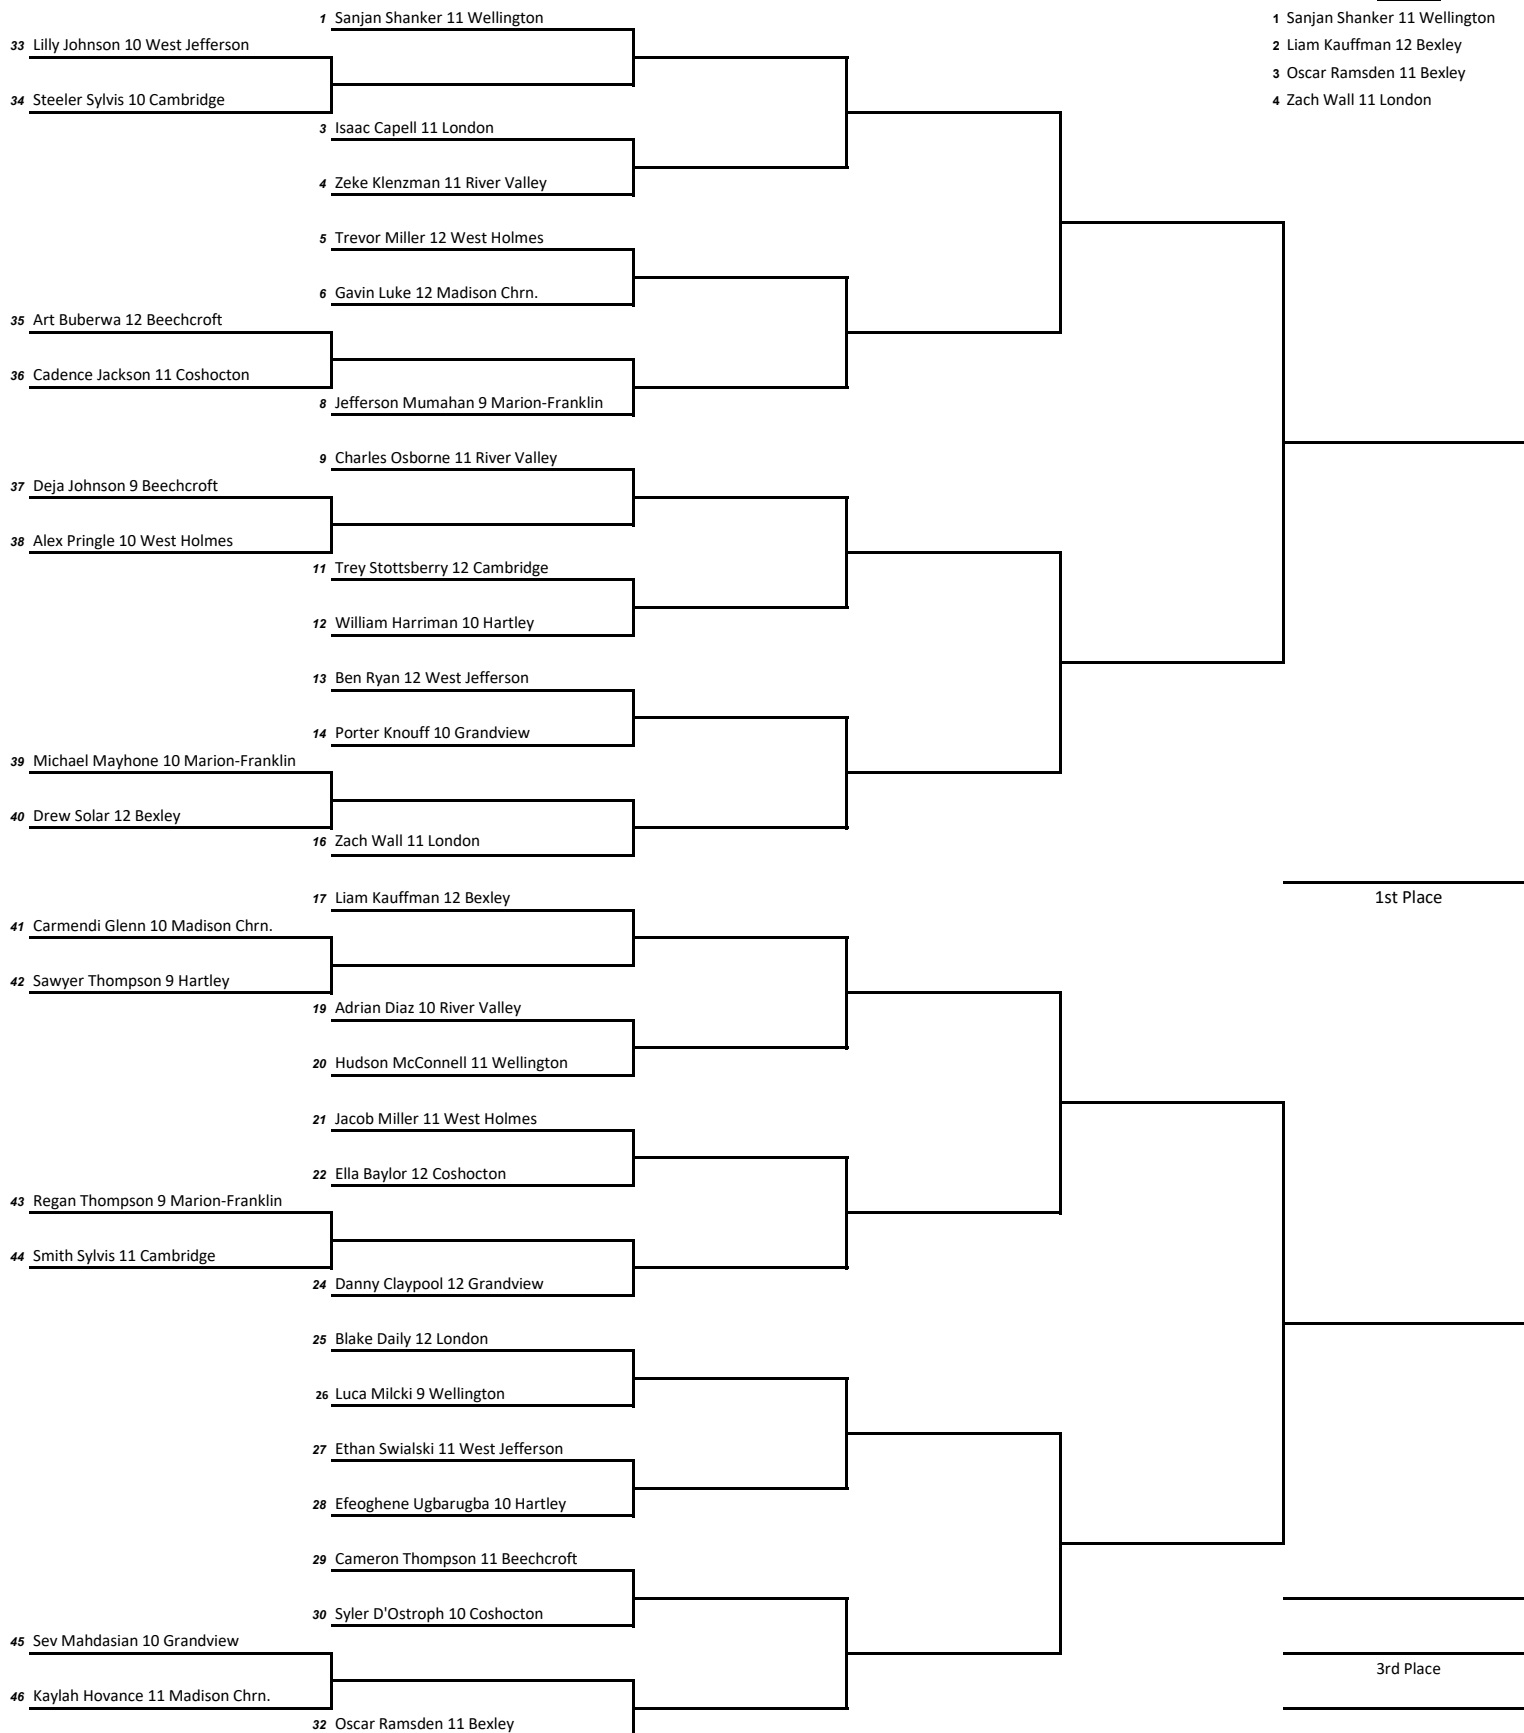 1 Sanjan Shanker 11 Wellington
33 Lilly Johnson 10 West Jefferson
34 Steeler Sylvis 10 Cambridge
3 Isaac Capell 11 London
4 Zeke Klenzman 11 River Valley
5 Trevor Miller 12 West Holmes
6 Gavin Luke 12 Madison Chrn.
35 Art Buberwa 12 Beechcroft
36 Cadence Jackson 11 Coshocton
8 Jefferson Mumahan 9 Marion-Franklin
9 Charles Osborne 11 River Valley
37 Deja Johnson 9 Beechcroft
38 Alex Pringle 10 West Holmes
11 Trey Stottsberry 12 Cambridge
12 William Harriman 10 Hartley
13 Ben Ryan 12 West Jefferson
14 Porter Knouff 10 Grandview
39 Michael Mayhone 10 Marion-Franklin
40 Drew Solar 12 Bexley
16 Zach Wall 11 London
17 Liam Kauffman 12 Bexley
41 Carmendi Glenn 10 Madison Chrn.
42 Sawyer Thompson 9 Hartley
19 Adrian Diaz 10 River Valley
20 Hudson McConnell 11 Wellington
21 Jacob Miller 11 West Holmes
22 Ella Baylor 12 Coshocton
43 Regan Thompson 9 Marion-Franklin
44 Smith Sylvis 11 Cambridge
24 Danny Claypool 12 Grandview
25 Blake Daily 12 London
26 Luca Milcki 9 Wellington
27 Ethan Swialski 11 West Jefferson
28 Efeoghene Ugbarugba 10 Hartley
29 Cameron Thompson 11 Beechcroft
30 Syler D'Ostroph 10 Coshocton
45 Sev Mahdasian 10 Grandview
46 Kaylah Hovance 11 Madison Chrn.
32 Oscar Ramsden 11 Bexley
1 Sanjan Shanker 11 Wellington
2 Liam Kauffman 12 Bexley
3 Oscar Ramsden 11 Bexley
4 Zach Wall 11 London
1st Place
3rd Place